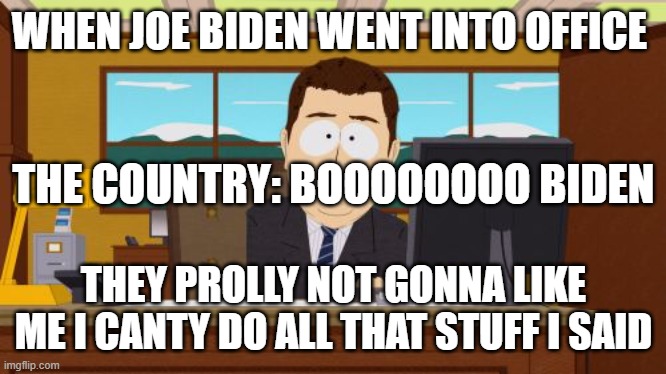 WHEN JOE BIDEN WENT INTO OFFICE
THE COUNTRY: BOOOOOOOO BIDEN
THEY PROLLY NOT GONNA LIKE
ME I CANTY DO ALL THAT STUFF I SAID
imgflip.com